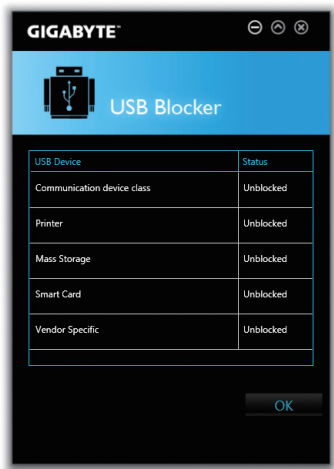 GIGABYTE™
USB Blocker
USB Device Status
Communication device class Unblocked
Printer Unblocked
Mass Storage Unblocked
Smart Card Unblocked
Vendor Specific Unblocked
OK